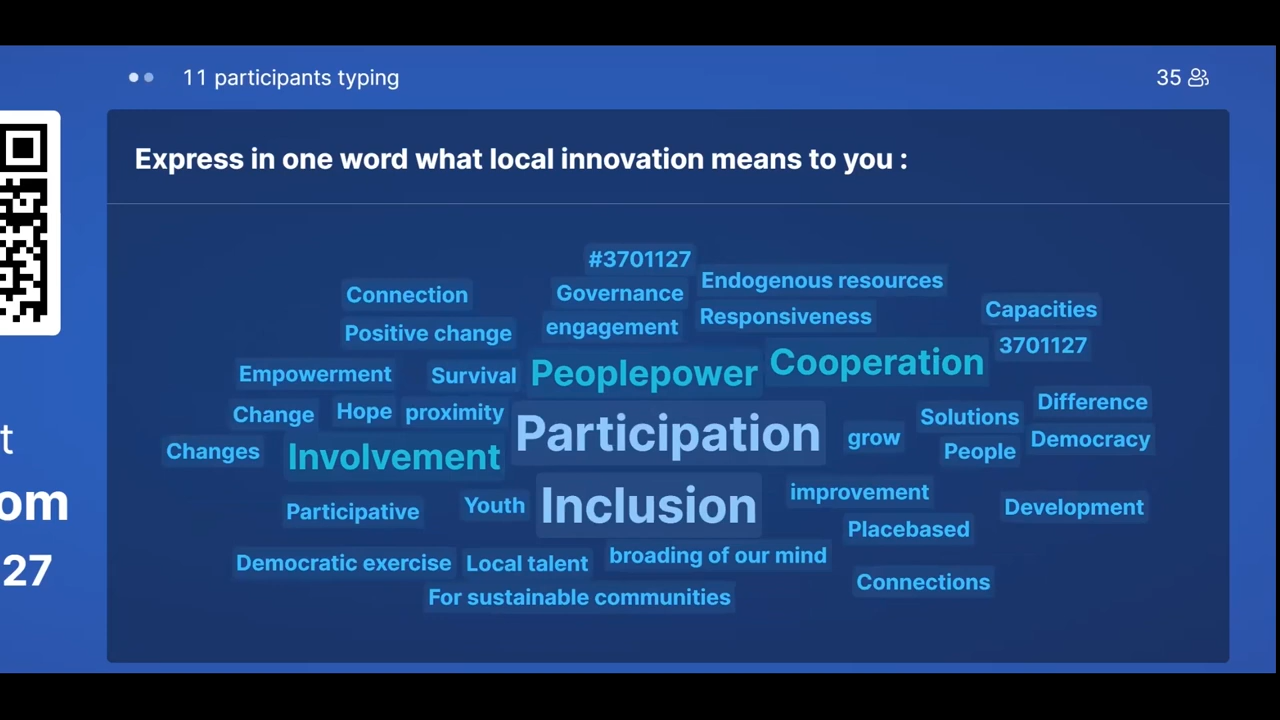 11 participants typing
35
Express in one word what local innovation means to you :
#3701127
Endogenous resources
Connection
Governance
Capacities
Responsiveness
engagement
Positive change
3701127
Cooperation
Peoplepower
Empowerment
Survival
Difference
Hope
proximity
Change
Solutions
Participation
grow
Democracy
Changes
People
Involvement
t
improvement
om
Youth
Inclusion
Development
Participative
Placebased
broading of our mind
Democratic exercise
Local talent
27
Connections
For sustainable communities